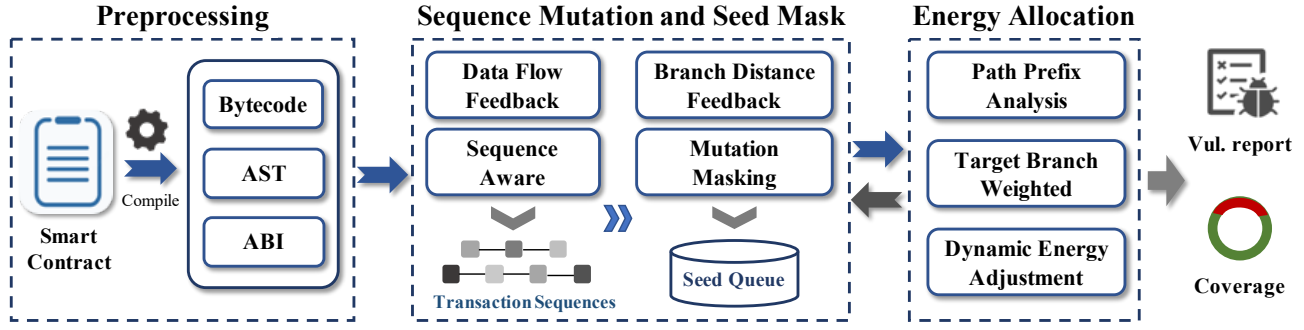 Preprocessing
Smart
Contract
Compile
Bytecode
AST
ABI
Sequence Mutation and Seed Mask
Data Flow
Feedback
Branch Distance
Feedback
Sequence
Aware
Mutation
Masking
Transaction Sequences
Seed Queue
Energy Allocation
Path Prefix
Analysis
Target Branch
Weighted
Dynamic Energy
Adjustment
Vul. report
Coverage